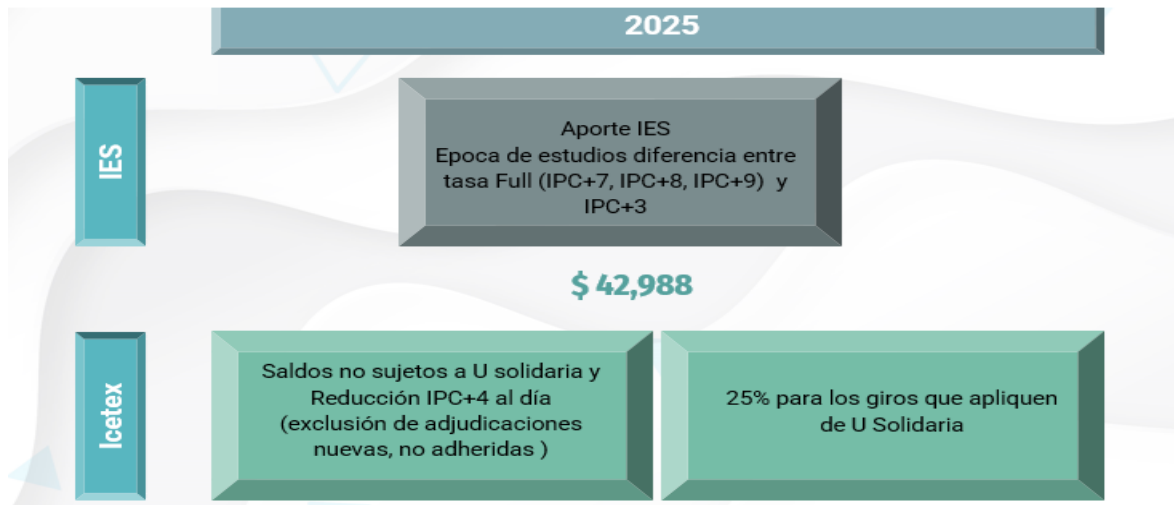 2025
IES
Aporte IES
Epoca de estudios diferencia entre
tasa Full (IPC+7, IPC+8, IPC+9) y
IPC+3
$ 42,988
Icetex
Saldos no sujetos a U solidaria y
Reducción IPC+4 al día
(exclusión de adjudicaciones
nuevas, no adheridas )
25% para los giros que apliquen
de U Solidaria